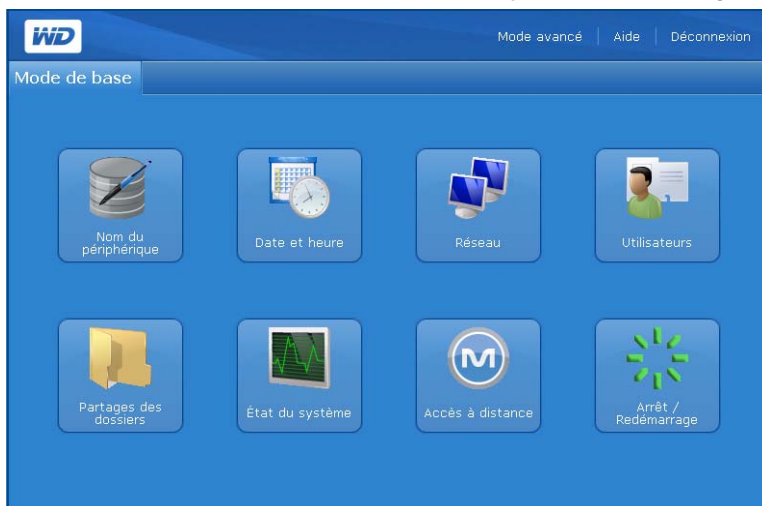 WD
Mode avancé | Aide | Déconnexion
Mode de base
Nom du
périphérique
Date et heure
Réseau
Utilisateurs
Partages des
dossiers
État du système
M
Accès à distance
Arrêt /
Redémarrage